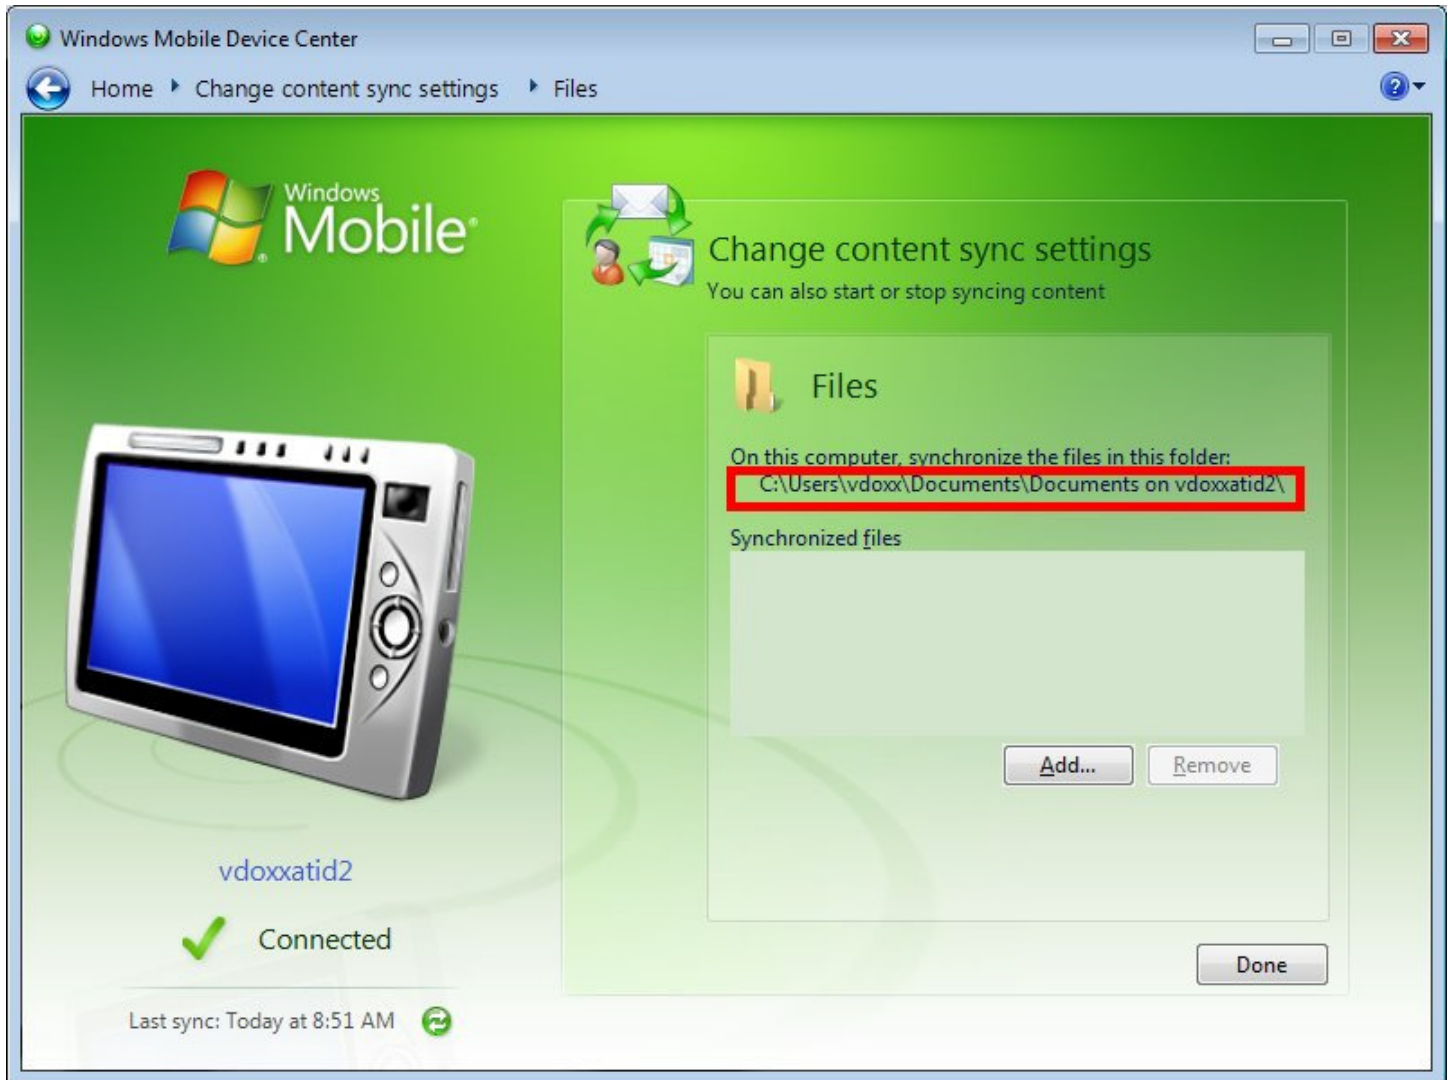 Windows Mobile Device Center
Home Change content sync settings Files
Windows
Mobile®
Change content sync settings
You can also start or stop syncing content
Files
On this computer, synchronize the files in this folder:
C:\Users\vdoxx\Documents\Documents on vdoxxatid2\
Synchronized files
Add... Remove
vdoxxatid2
Connected
Done
Last sync: Today at 8:51 AM